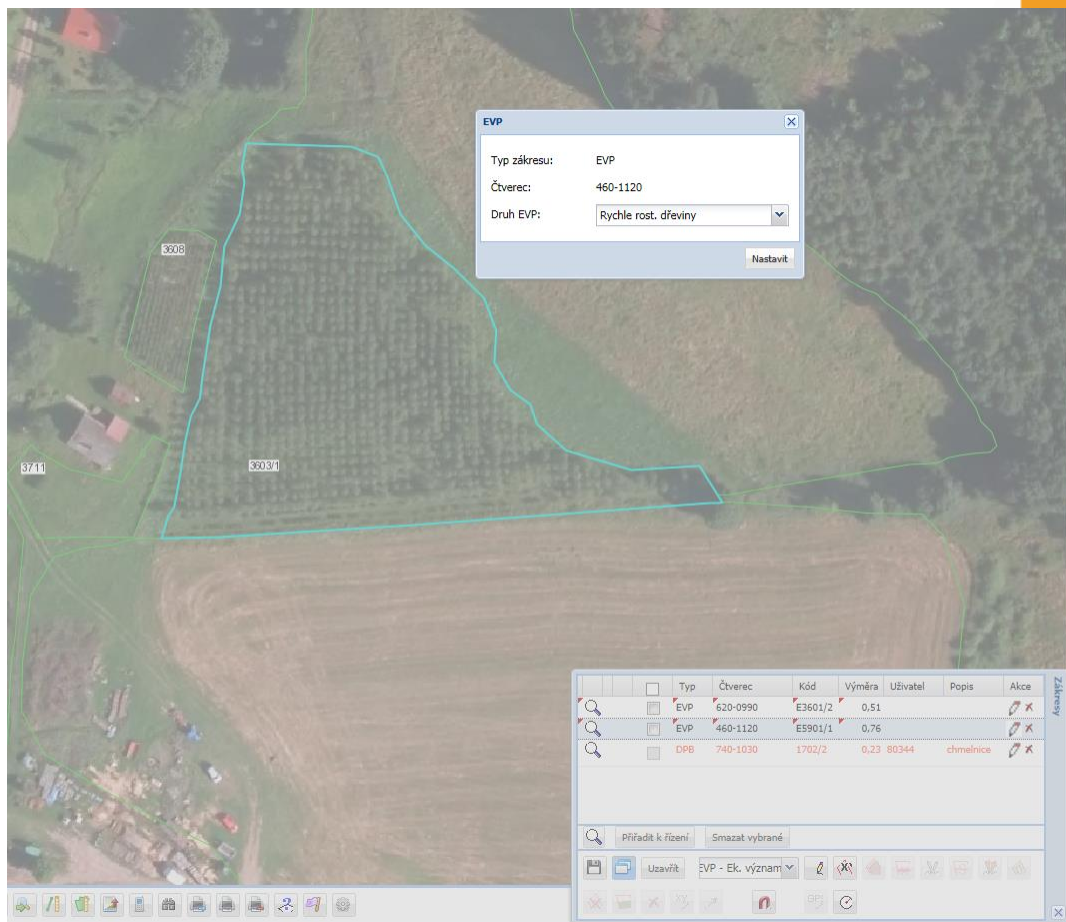 EVP
Typ zákresu: EVP
Čtverec: 460-1120
Druh EVP: Rychle rost. dřeviny
Nastavit
3608
3603/1
3711
Typ Čtverec Kód Výměra Uživatel Popis Akce
EVP 620-0990 E3601/2 0,51
EVP 460-1120 E5901/1 0,76
DPB 740-1030 1702/2 0,23 80344 chmelnice
Zákresy
Přiřadit k řízení Smazat vybrané
Uzavřít EVP - Ek. význam